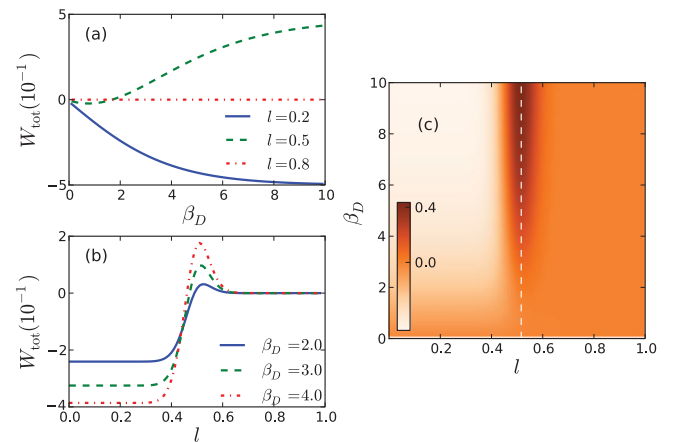 (a)
W_tot(10⁻¹)
5
0
−5
l=0.2
l=0.5
l=0.8
0 2 4 6 8 10
β_D
(b)
W_tot(10⁻¹)
2
0
−2
−4
β_D=2.0
β_D=3.0
β_D=4.0
0.0 0.2 0.4 0.6 0.8 1.0
l
(c)
β_D
10
8
6
4
2
0
0.4
0.0
0.2 0.4 0.6 0.8 1.0
l